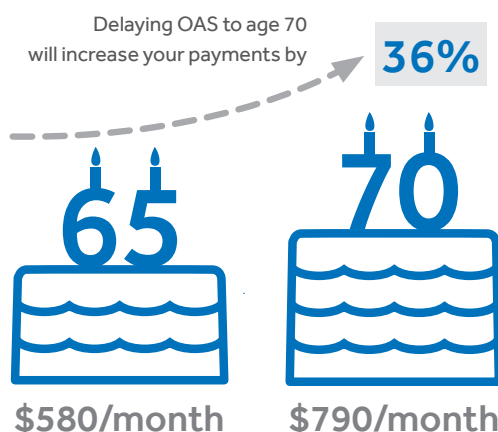 Delaying OAS to age 70
will increase your payments by
36%
65
70
$580/month
$790/month